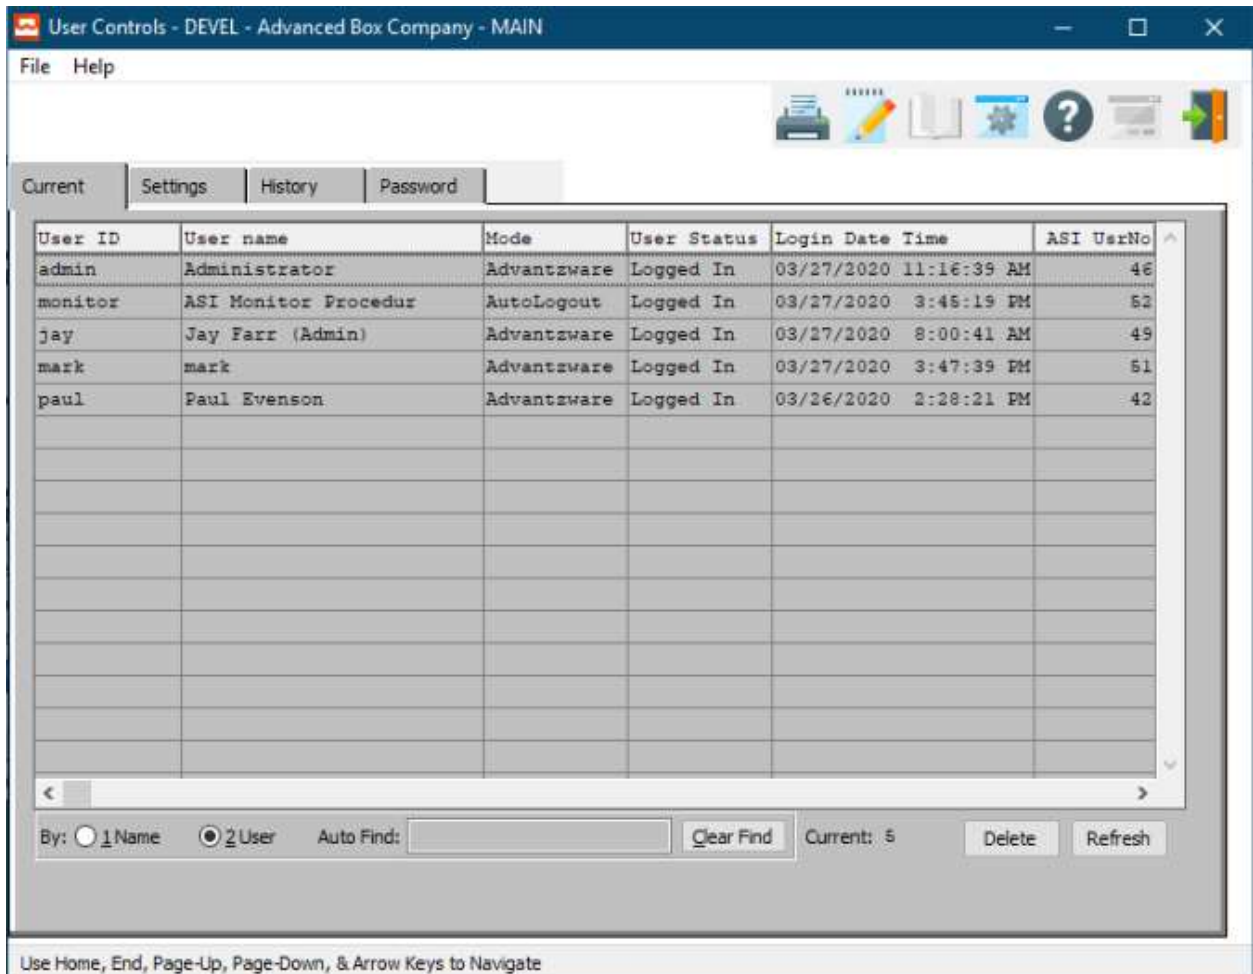 User Controls - DEVEL - Advanced Box Company - MAIN
File Help
Current Settings History Password
User ID User name Mode User Status Login Date Time ASI UsrNo
admin Administrator Advantzware Logged In 03/27/2020 11:16:39 AM 46
monitor ASI Monitor Procedur AutoLogout Logged In 03/27/2020 3:45:19 PM 52
jay Jay Farr (Admin) Advantzware Logged In 03/27/2020 8:00:41 AM 49
mark mark Advantzware Logged In 03/27/2020 3:47:39 PM 51
paul Paul Evenson Advantzware Logged In 03/26/2020 2:28:21 PM 42
By: 1 Name 2 User Auto Find: Clear Find Current: 5 Delete Refresh
Use Home, End, Page-Up, Page-Down, & Arrow Keys to Navigate